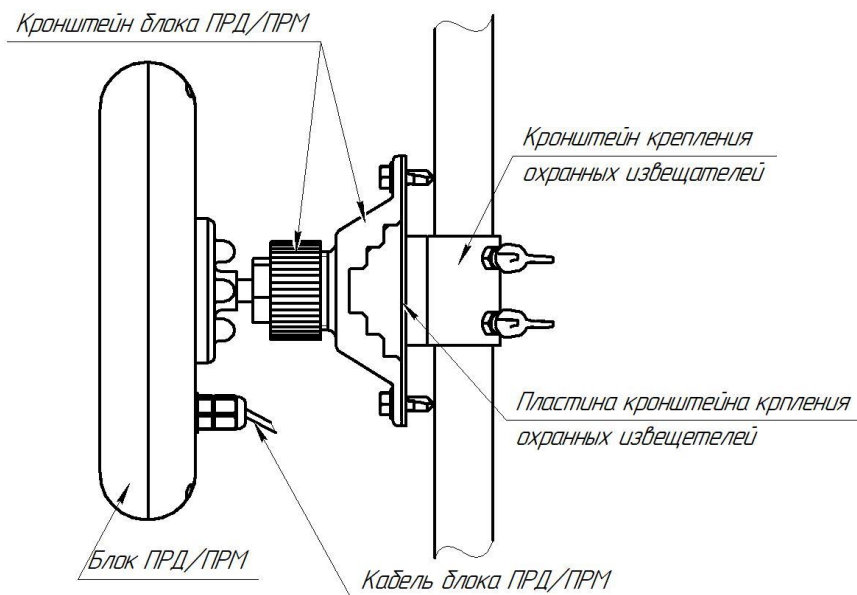 Кронштейн блока ПРД/ПРМ
Кронштейн крепления
охранных извещателей
Пластина кронштейна крпления
охранных извещетелей
Блок ПРД/ПРМ
Кабель блока ПРД/ПРМ